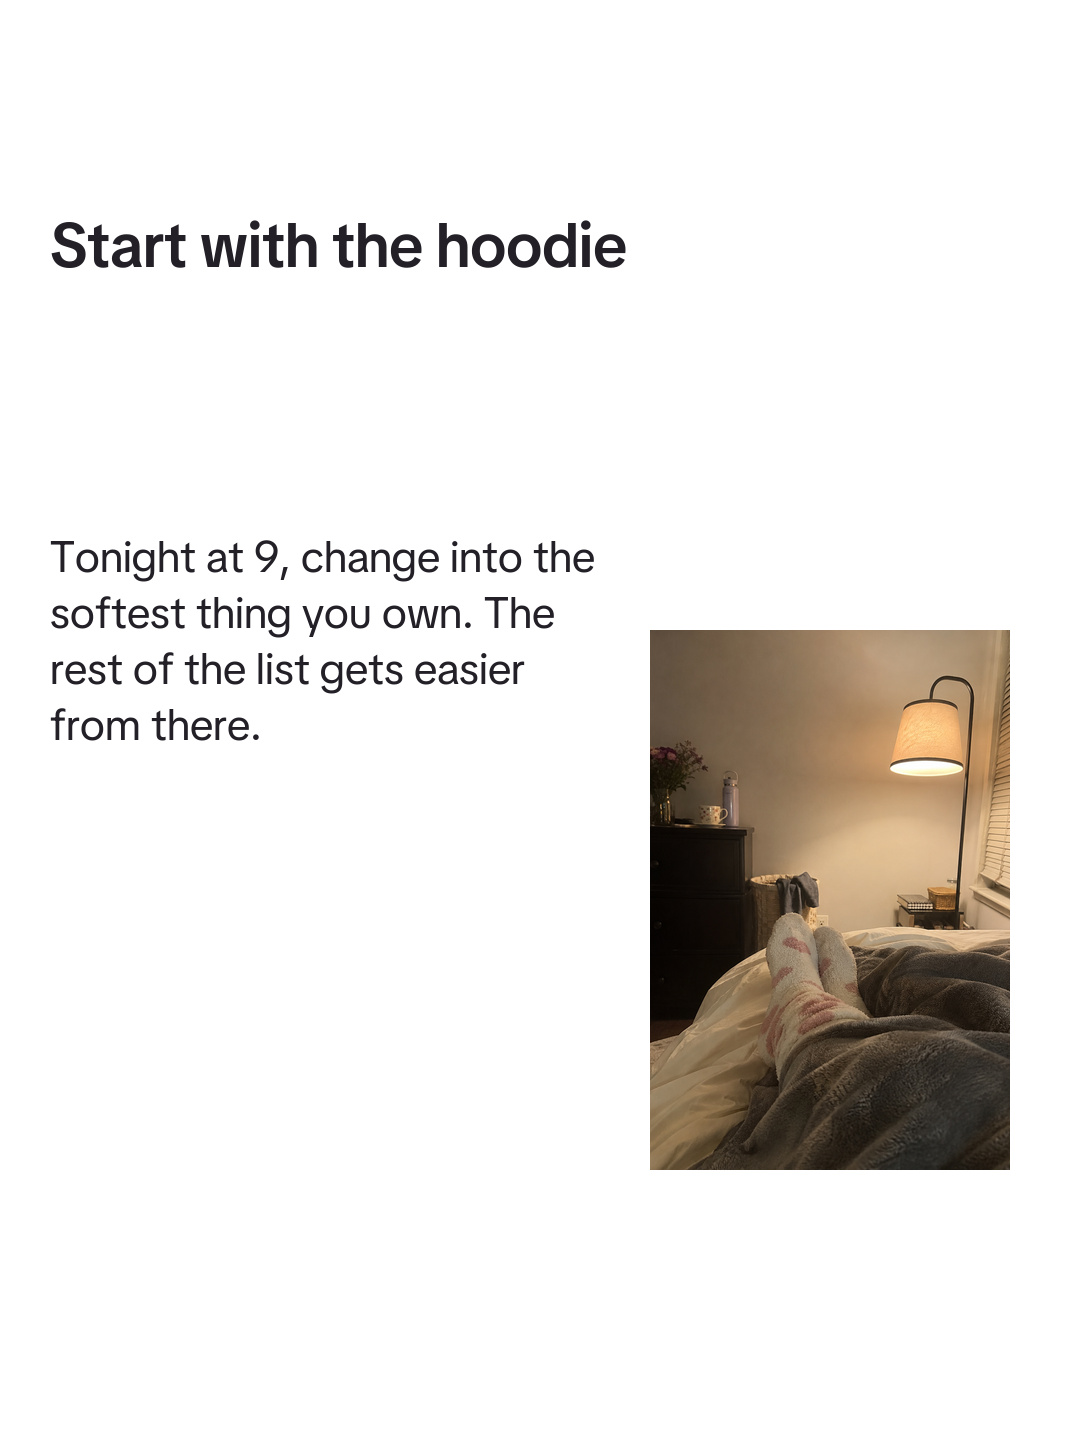 Start with the hoodie
Tonight at 9, change into the
softest thing you own. The
rest of the list gets easier
from there.